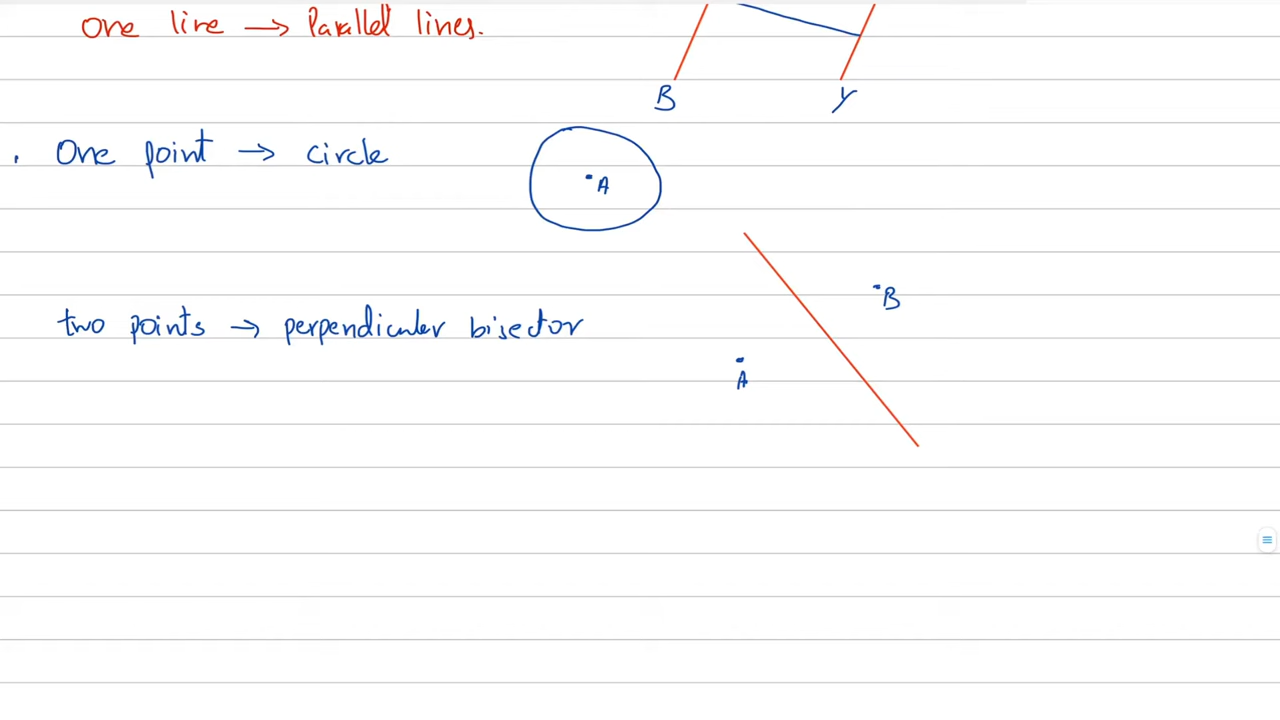 one line → Parallel lines.
B
y
. One point → circle
A
B
two points → perpendicular bisector
A